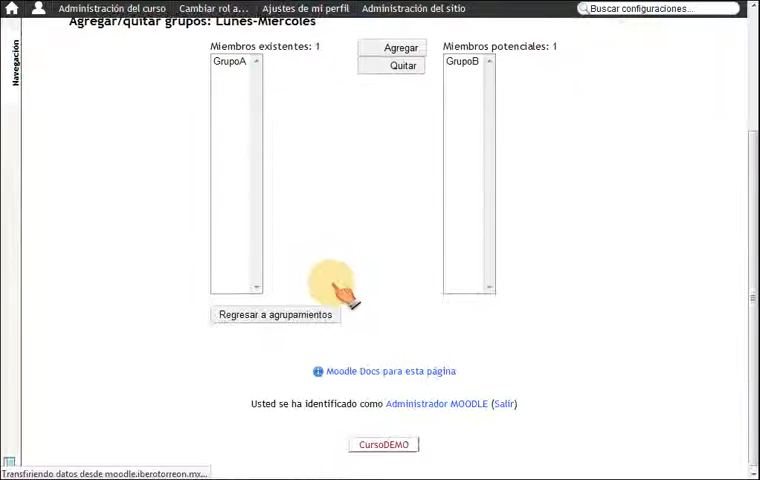 Administración del curso Cambiar rol a... Ajustes de mi perfil Administración del sitio Buscar configuraciones...
Agregar/quitar grupos: Lunes-Miercoles
Navegación
Miembros existentes: 1 Agregar Miembros potenciales: 1
GrupoA Quitar GrupoB
Regresar a agrupamientos
Moodle Docs para esta página
Usted se ha identificado como Administrador MOODLE (Salir)
CursoDEMO
Transfiriendo datos desde moodle.iberotorreon.mx...